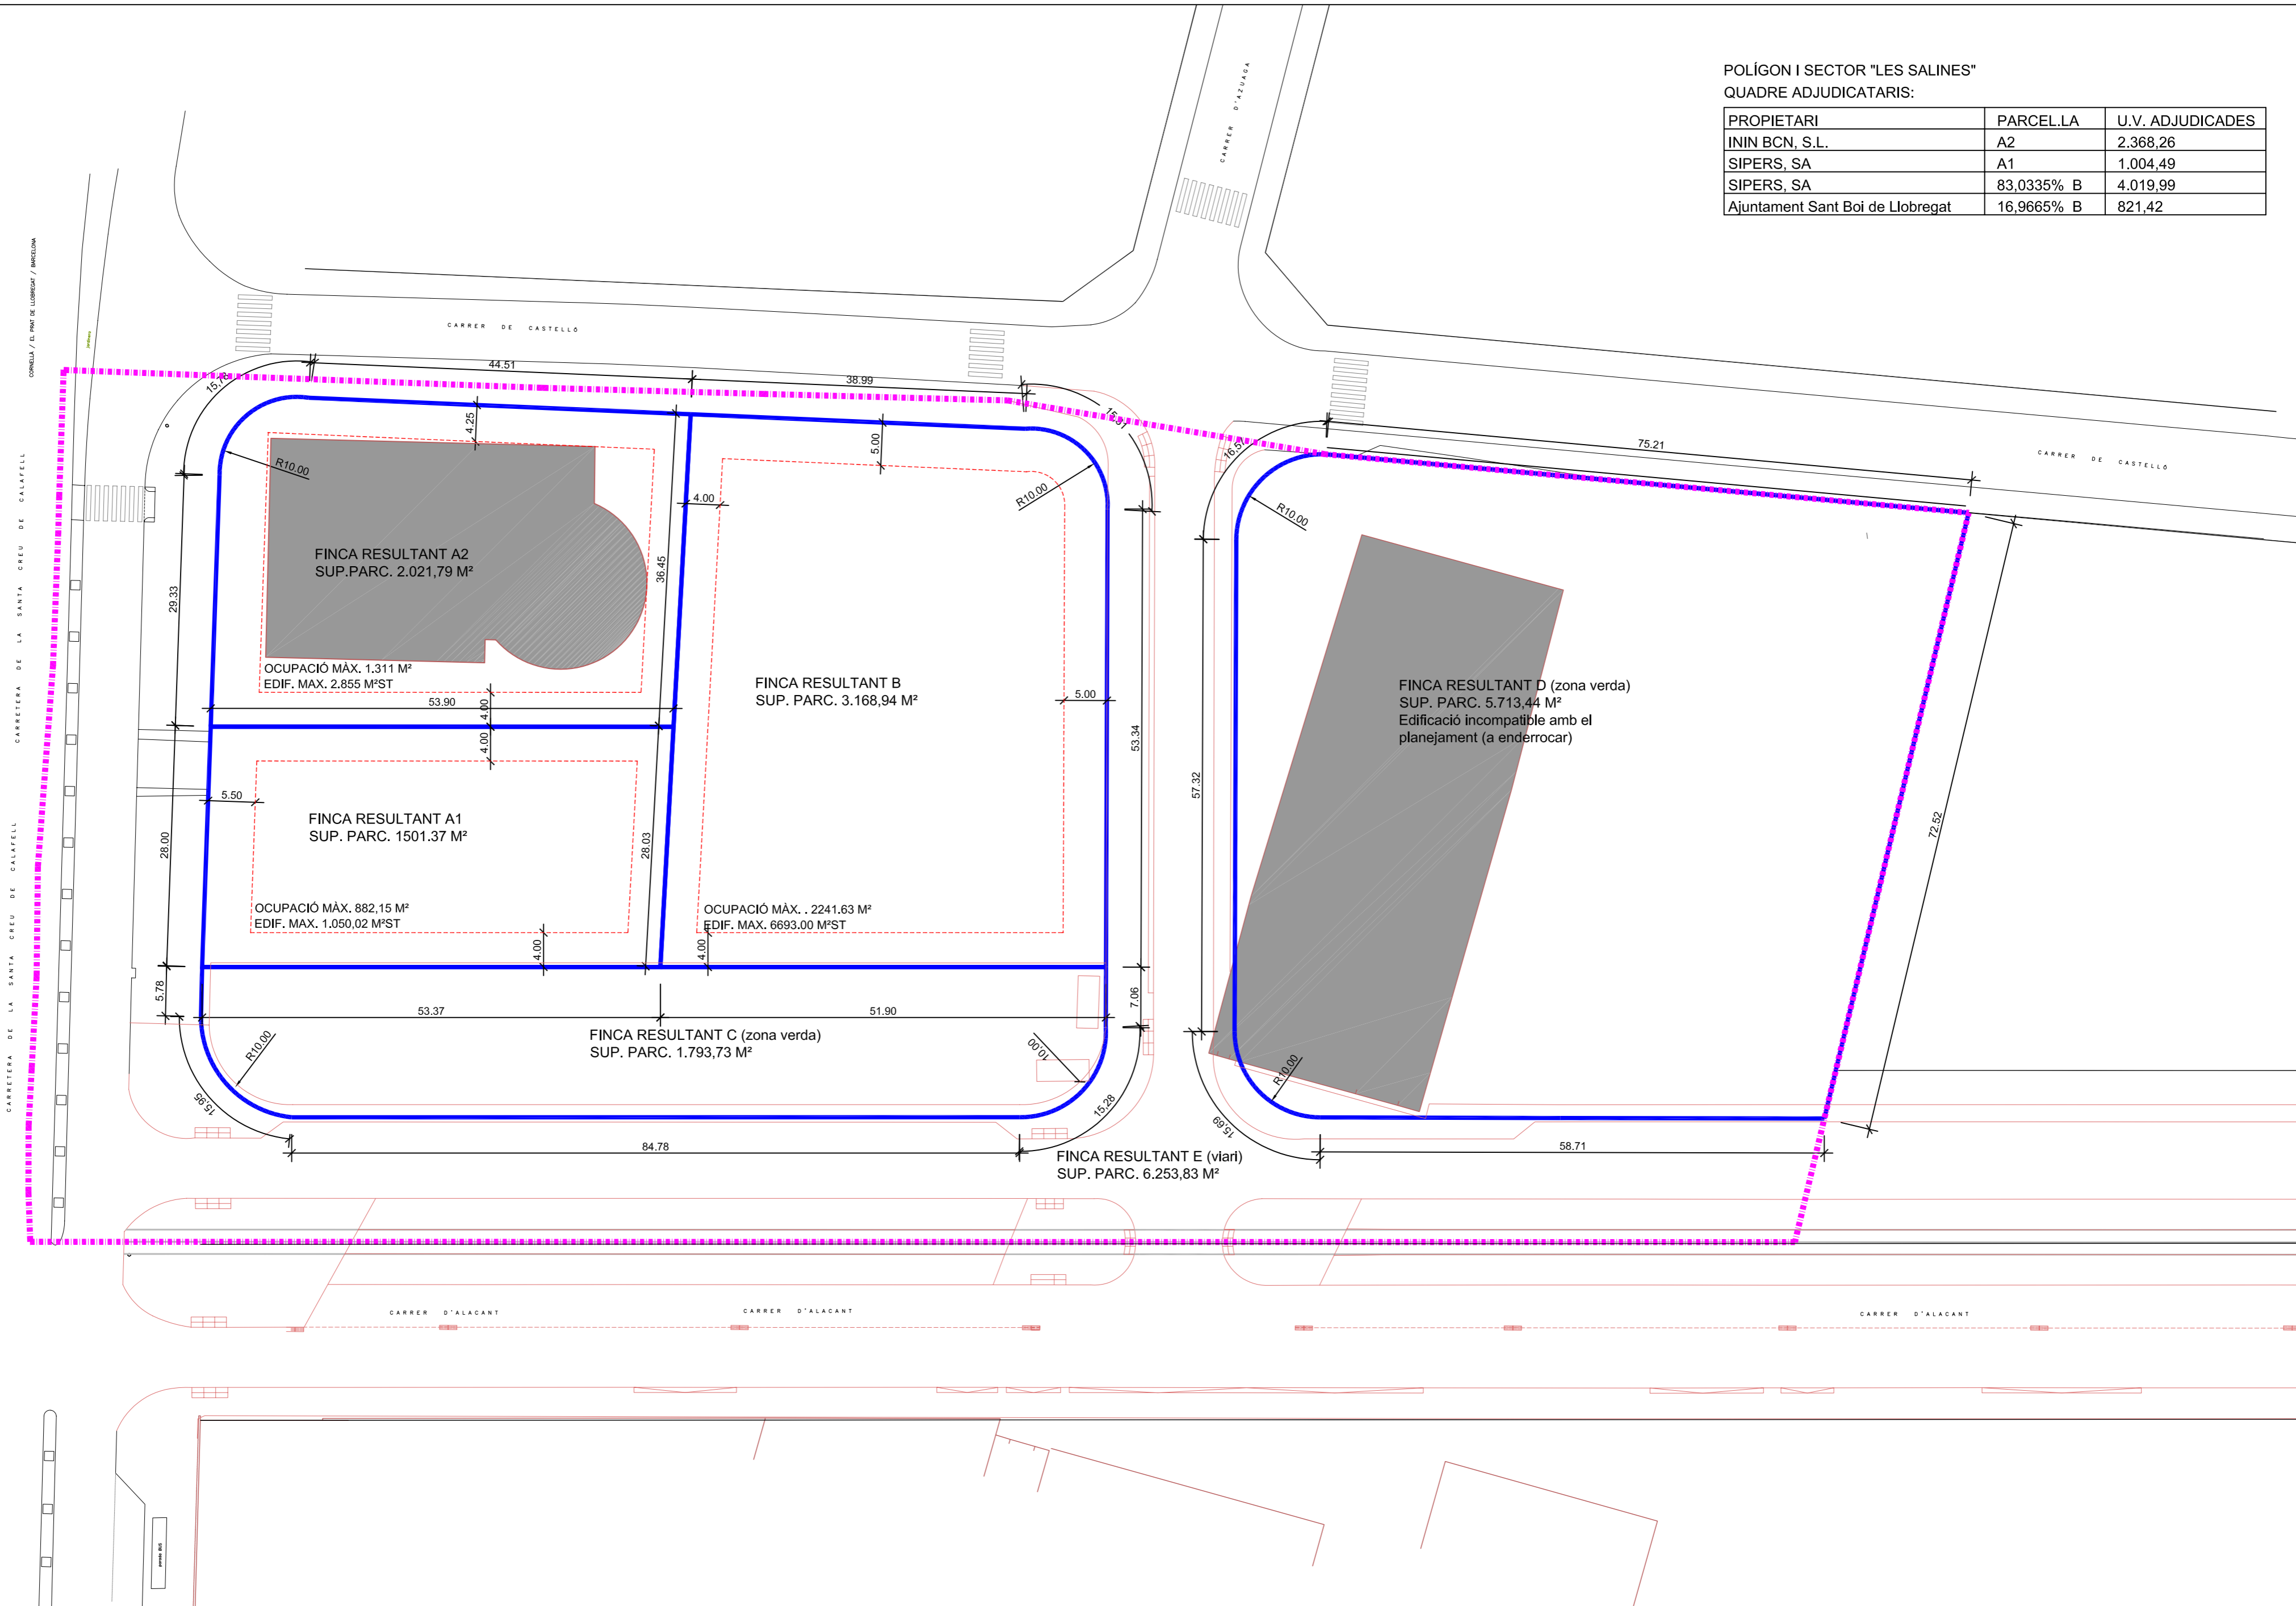 POLÍGON I SECTOR "LES SALINES"
QUADRE ADJUDICATARIS:
PROPIETARI PARCEL.LA U.V. ADJUDICADES
ININ BCN, S.L. A2 2.368,26
SIPERS, SA A1 1.004,49
SIPERS, SA 83,0335% B 4.019,99
Ajuntament Sant Boi de Llobregat 16,9665% B 821,42
CARRER D'AZUAGA
CORNELLÀ / EL PRAT DE LLOBREGAT / BARCELONA
CARRER DE CASTELLÓ
CARRER DE CASTELLÓ
44.51
38.99
75.21
4.25
5.00
R10.00
R10.00
R10.00
4.00
FINCA RESULTANT A2
SUP.PARC. 2.021,79 M²
29.33
36.45
OCUPACIÓ MÀX. 1.311 M²
EDIF. MAX. 2.855 M²ST
53.90
4.00
4.00
FINCA RESULTANT B
SUP. PARC. 3.168,94 M²
5.00
53.34
57.32
FINCA RESULTANT D (zona verda)
SUP. PARC. 5.713,44 M²
Edificació incompatible amb el
planejament (a enderrocar)
72.52
CARRETERA DE LA SANTA CREU DE CALAFELL
CARRETERA DE LA SANTA CREU DE CALAFELL
5.50
FINCA RESULTANT A1
SUP. PARC. 1501.37 M²
28.00
28.03
OCUPACIÓ MÀX. 882,15 M²
EDIF. MAX. 1.050,02 M²ST
OCUPACIÓ MÀX. . 2241.63 M²
EDIF. MAX. 6693.00 M²ST
4.00
4.00
5.78
7.06
53.37
51.90
FINCA RESULTANT C (zona verda)
SUP. PARC. 1.793,73 M²
R10.00
10.00
R10.00
15,95
15,28
15,69
84.78
58.71
FINCA RESULTANT E (viari)
SUP. PARC. 6.253,83 M²
CARRER D'ALACANT
CARRER D'ALACANT
CARRER D'ALACANT